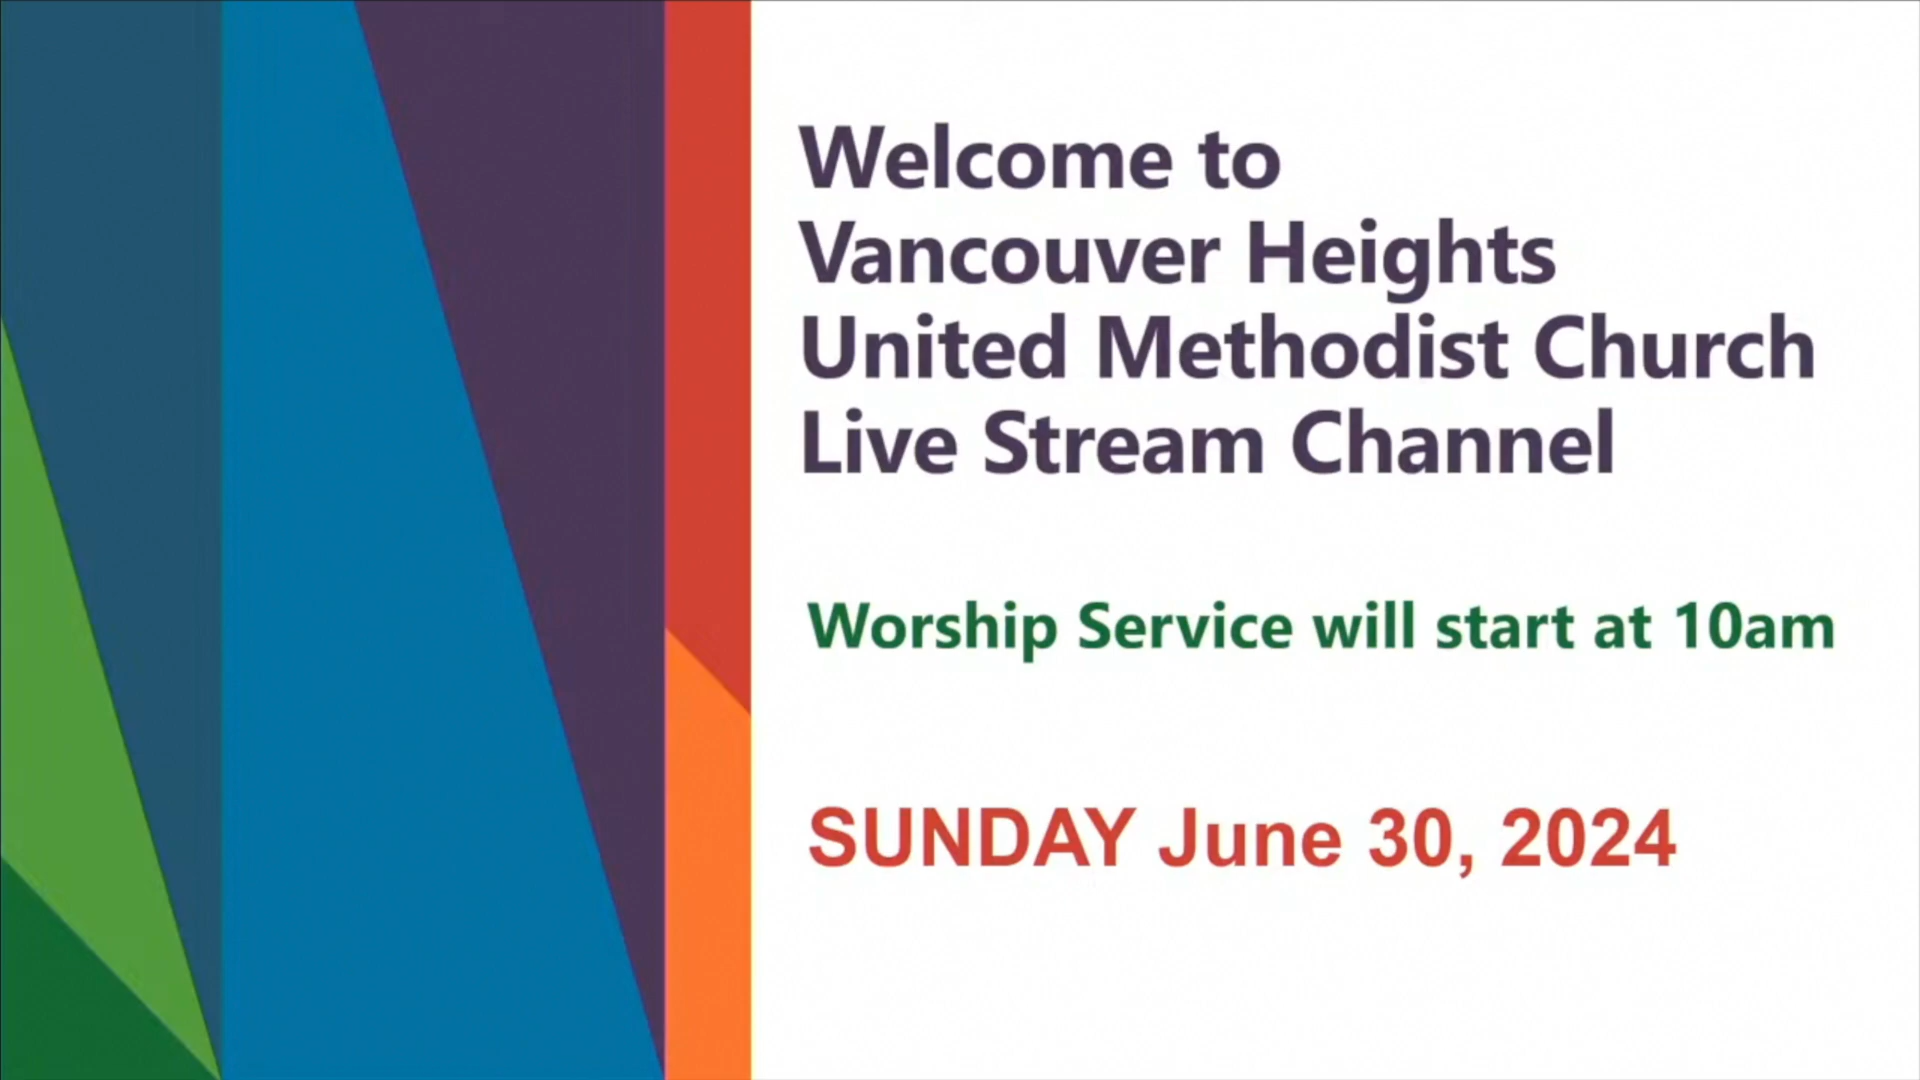 Welcome to
Vancouver Heights
United Methodist Church
Live Stream Channel
Worship Service will start at 10am
SUNDAY June 30, 2024